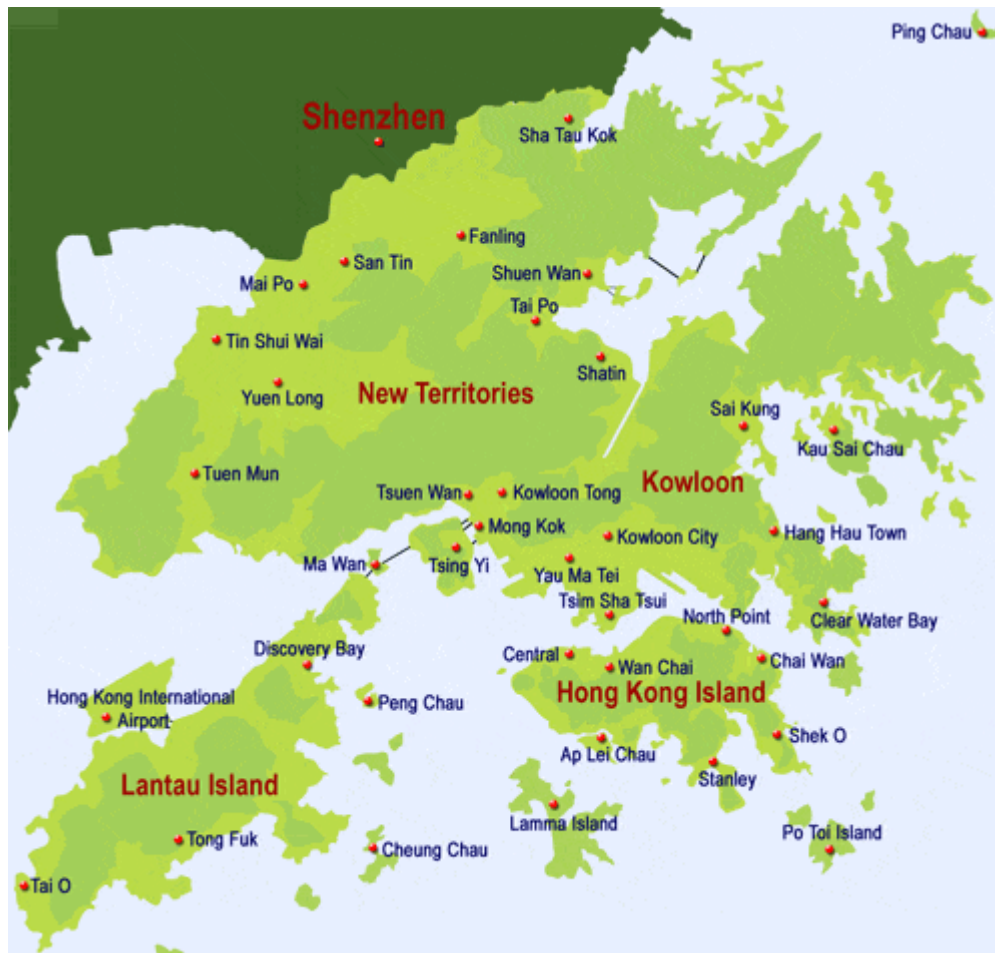 Ping Chau
Shenzhen
Sha Tau Kok
Fanling
San Tin
Shuen Wan
Mai Po
Tai Po
Tin Shui Wai
Shatin
Yuen Long
New Territories
Sai Kung
Kau Sai Chau
Tuen Mun
Kowloon
Tsuen Wan
Kowloon Tong
Mong Kok
Kowloon City
Hang Hau Town
Ma Wan
Tsing Yi
Yau Ma Tei
Tsim Sha Tsui
North Point
Clear Water Bay
Discovery Bay
Central
Wan Chai
Chai Wan
Hong Kong International
Airport
Peng Chau
Hong Kong Island
Shek O
Ap Lei Chau
Stanley
Lantau Island
Lamma Island
Po Toi Island
Tong Fuk
Cheung Chau
Tai O